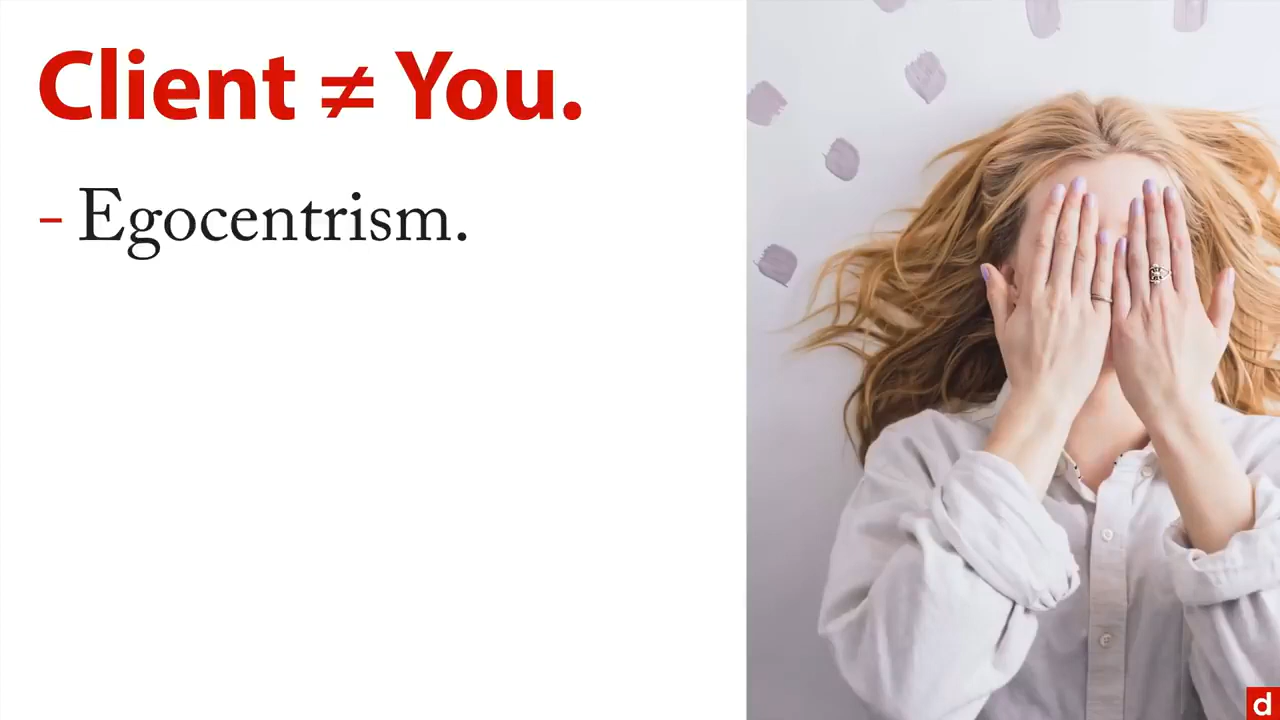 Client ≠ You.
- Egocentrism.
d